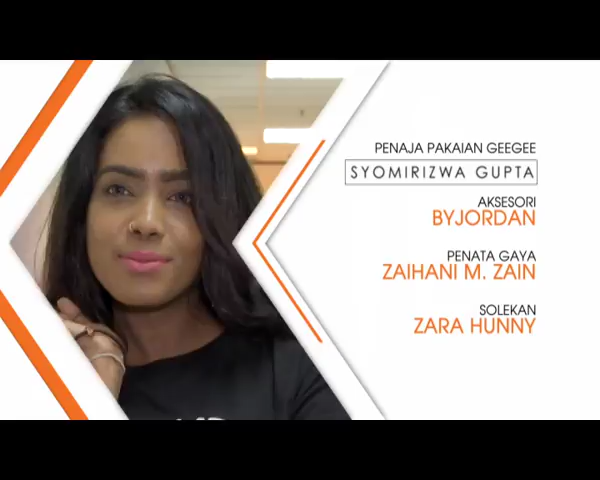 PENAJA PAKAIAN GEEGEE
SYOMIRIZWA GUPTA
AKSESORI
BYJORDAN
PENATA GAYA
ZAIHANI M. ZAIN
SOLEKAN
ZARA HUNNY